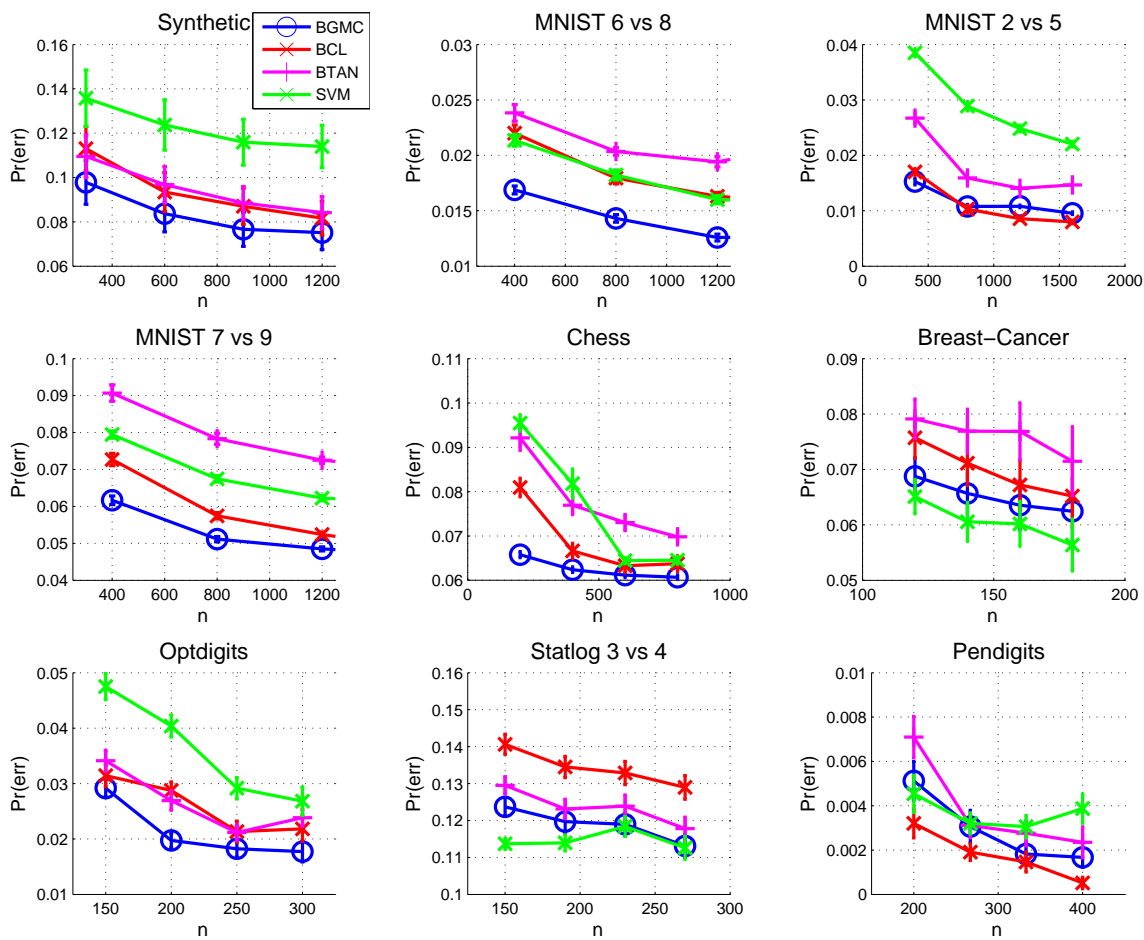 Synthetic
BGMC
BCL
BTAN
SVM
0.16
0.14
0.12
0.1
0.08
0.06
Pr(err)
400 600 800 1000 1200
n
MNIST 6 vs 8
0.03
0.025
0.02
0.015
0.01
Pr(err)
400 600 800 1000 1200
n
MNIST 2 vs 5
0.04
0.03
0.02
0.01
0
Pr(err)
0 500 1000 1500 2000
n
MNIST 7 vs 9
0.1
0.09
0.08
0.07
0.06
0.05
0.04
Pr(err)
400 600 800 1000 1200
n
Chess
0.11
0.1
0.09
0.08
0.07
0.06
Pr(err)
0 500 1000
n
Breast−Cancer
0.09
0.08
0.07
0.06
0.05
Pr(err)
100 150 200
n
Optdigits
0.05
0.04
0.03
0.02
0.01
Pr(err)
150 200 250 300
n
Statlog 3 vs 4
0.16
0.15
0.14
0.13
0.12
0.11
0.1
Pr(err)
150 200 250 300
n
Pendigits
0.01
0.008
0.006
0.004
0.002
0
Pr(err)
200 250 300 350 400
n